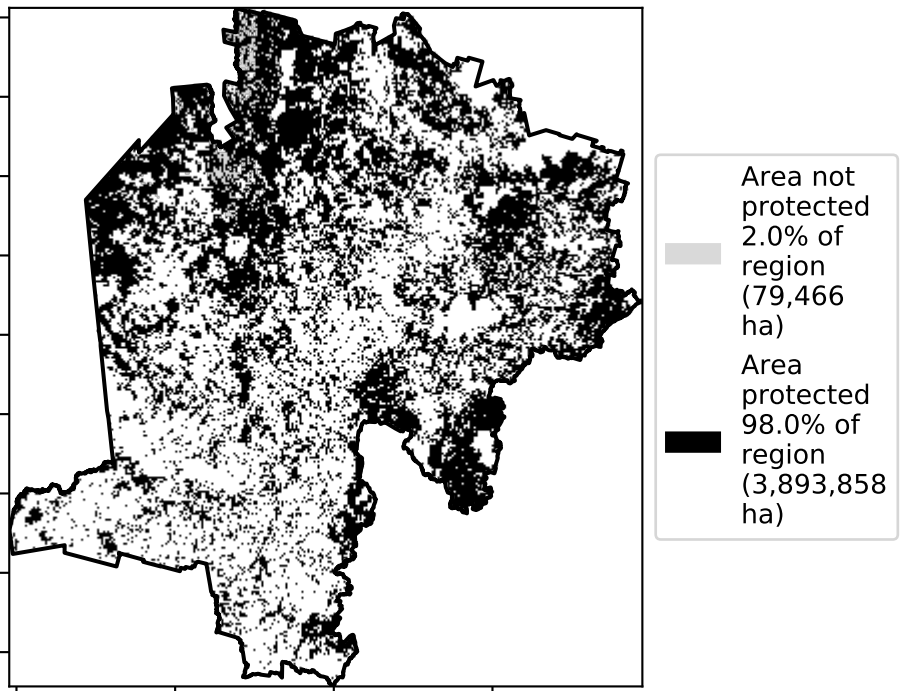 Area not
protected
2.0% of
region
(79,466
ha)
Area
protected
98.0% of
region
(3,893,858
ha)